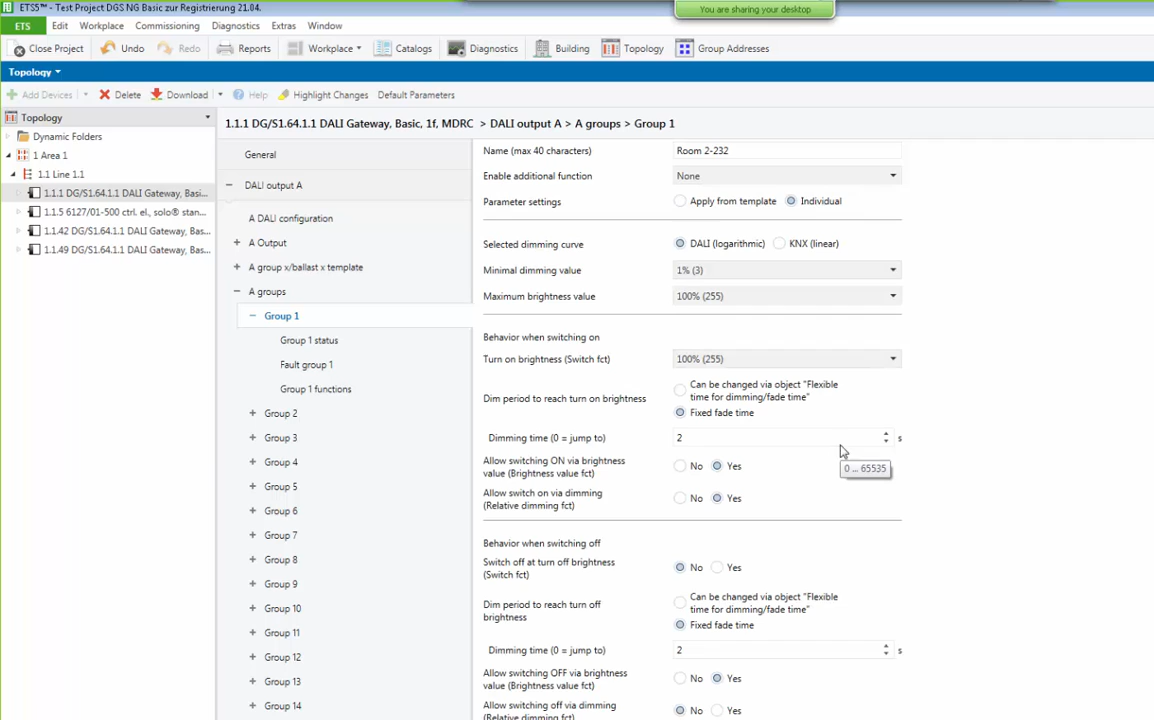 You are sharing your desktop
ETS5™ - Test Project DGS NG Basic zur Registrierung 21.04.
ETS Edit Workplace Commissioning Diagnostics Extras Window
Close Project Undo Redo Reports Workplace Catalogs Diagnostics Building Topology Group Addresses
Topology
Add Devices Delete Download Help Highlight Changes Default Parameters
Topology
Dynamic Folders
1 Area 1
1.1 Line 1.1
1.1.1 DG/S1.64.1.1 DALI Gateway, Basi...
1.1.5 6127/01-500 ctrl. el., solo® stan...
1.1.42 DG/S1.64.1.1 DALI Gateway, Bas...
1.1.49 DG/S1.64.1.1 DALI Gateway, Bas...
1.1.1 DG/S1.64.1.1 DALI Gateway, Basic, 1f, MDRC > DALI output A > A groups > Group 1
General
DALI output A
A DALI configuration
A Output
A group x/ballast x template
A groups
Group 1
Group 1 status
Fault group 1
Group 1 functions
Group 2
Group 3
Group 4
Group 5
Group 6
Group 7
Group 8
Group 9
Group 10
Group 11
Group 12
Group 13
Group 14
Name (max 40 characters) Room 2-232
Enable additional function None
Parameter settings Apply from template Individual
Selected dimming curve DALI (logarithmic) KNX (linear)
Minimal dimming value 1% (3)
Maximum brightness value 100% (255)
Behavior when switching on
Turn on brightness (Switch fct) 100% (255)
Dim period to reach turn on brightness
Can be changed via object "Flexible
time for dimming/fade time"
Fixed fade time
Dimming time (0 = jump to) 2 s
0 ... 65535
Allow switching ON via brightness
value (Brightness value fct)
No Yes
Allow switch on via dimming
(Relative dimming fct)
No Yes
Behavior when switching off
Switch off at turn off brightness
(Switch fct)
No Yes
Dim period to reach turn off
brightness
Can be changed via object "Flexible
time for dimming/fade time"
Fixed fade time
Dimming time (0 = jump to) 2 s
Allow switching OFF via brightness
value (Brightness value fct)
No Yes
Allow switching off via dimming
(Relative dimming fct)
No Yes